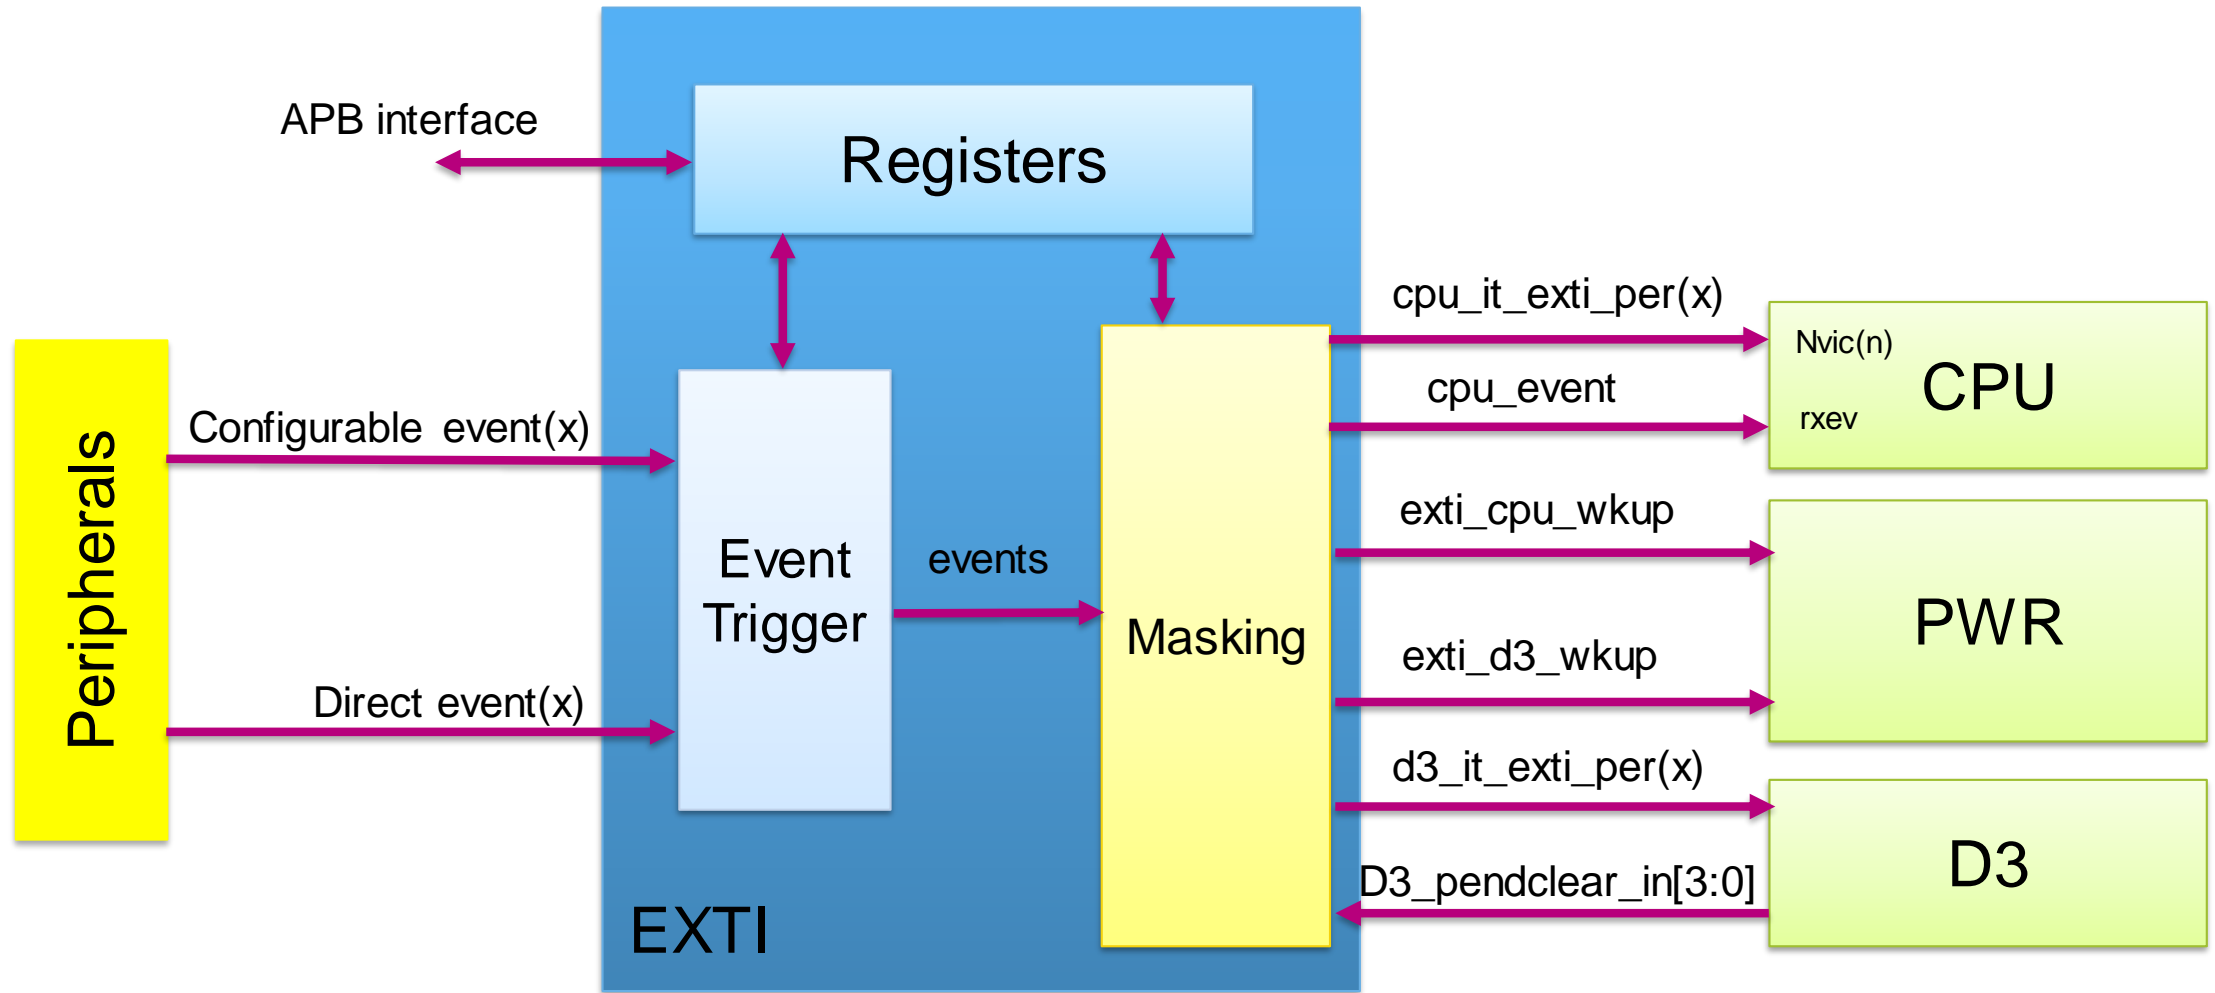 APB interface
Registers
cpu_it_exti_per(x)
Nvic(n)
CPU
cpu_event
rxev
Configurable event(x)
Peripherals
exti_cpu_wkup
Event
Trigger
events
PWR
Masking
exti_d3_wkup
Direct event(x)
d3_it_exti_per(x)
D3
D3_pendclear_in[3:0]
EXTI